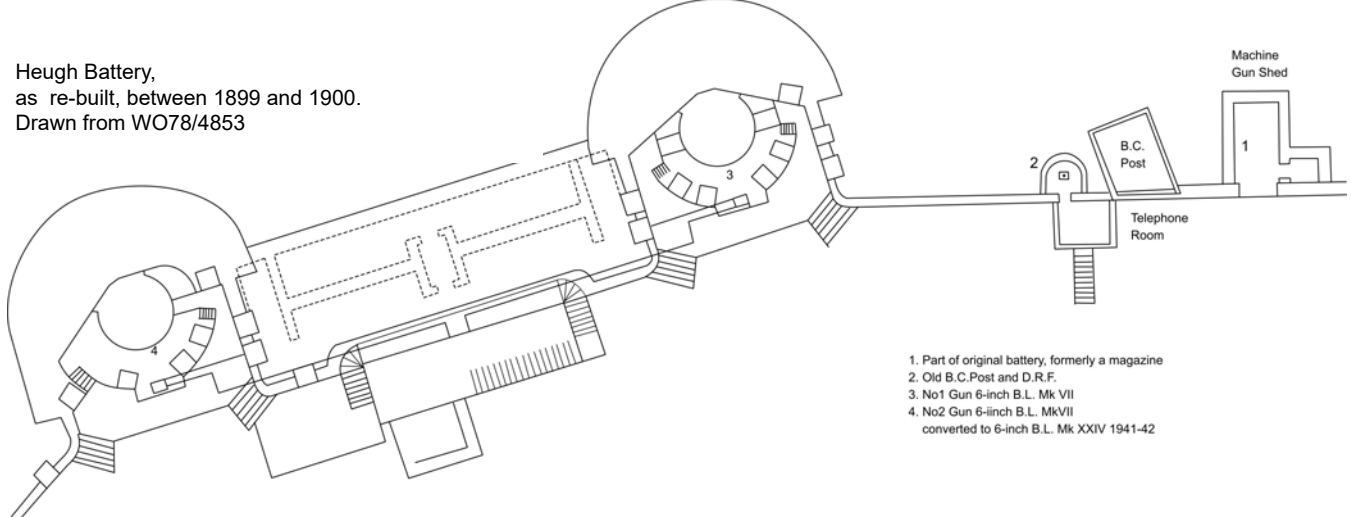 Heugh Battery,
as  re-built, between 1899 and 1900.
Drawn from WO78/4853
Machine
Gun Shed
1
B.C.
Post
2
3
Telephone
Room
4
1. Part of original battery, formerly a magazine
2. Old B.C.Post and D.R.F.
3. No1 Gun 6-inch B.L. Mk VII
4. No2 Gun 6-iinch B.L. MkVII
converted to 6-inch B.L. Mk XXIV 1941-42